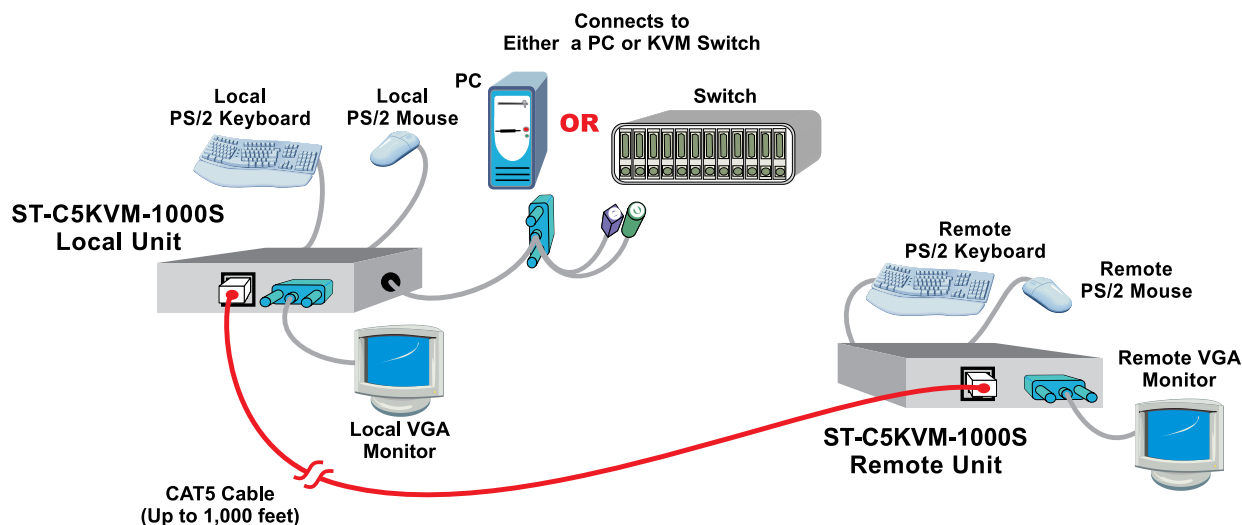 Connects to
Either a PC or KVM Switch
PC
OR
Switch
Local
PS/2 Keyboard
Local
PS/2 Mouse
ST-C5KVM-1000S
Local Unit
Local VGA
Monitor
CAT5 Cable
(Up to 1,000 feet)
Remote
PS/2 Keyboard
Remote
PS/2 Mouse
Remote VGA
Monitor
ST-C5KVM-1000S
Remote Unit